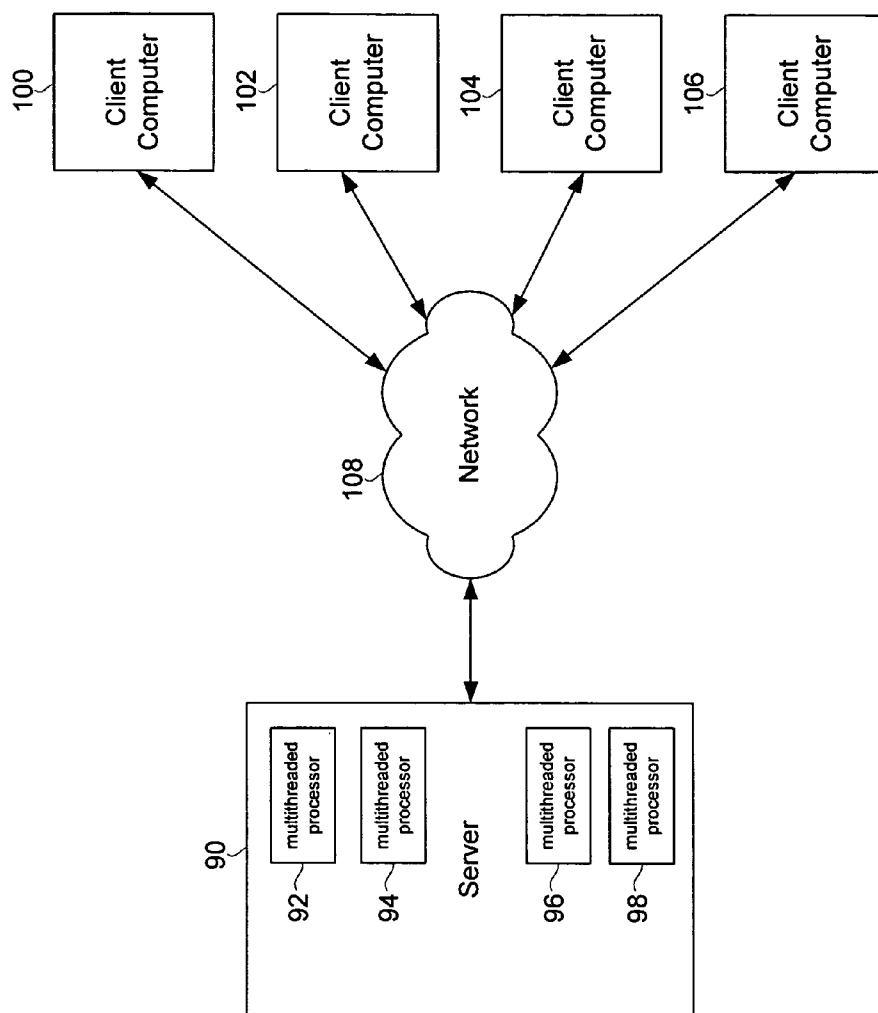 100
Client
Computer
102
Client
Computer
104
Client
Computer
106
Client
Computer
108
Network
90
92
multithreaded
processor
94
multithreaded
processor
Server
96
multithreaded
processor
98
multithreaded
processor